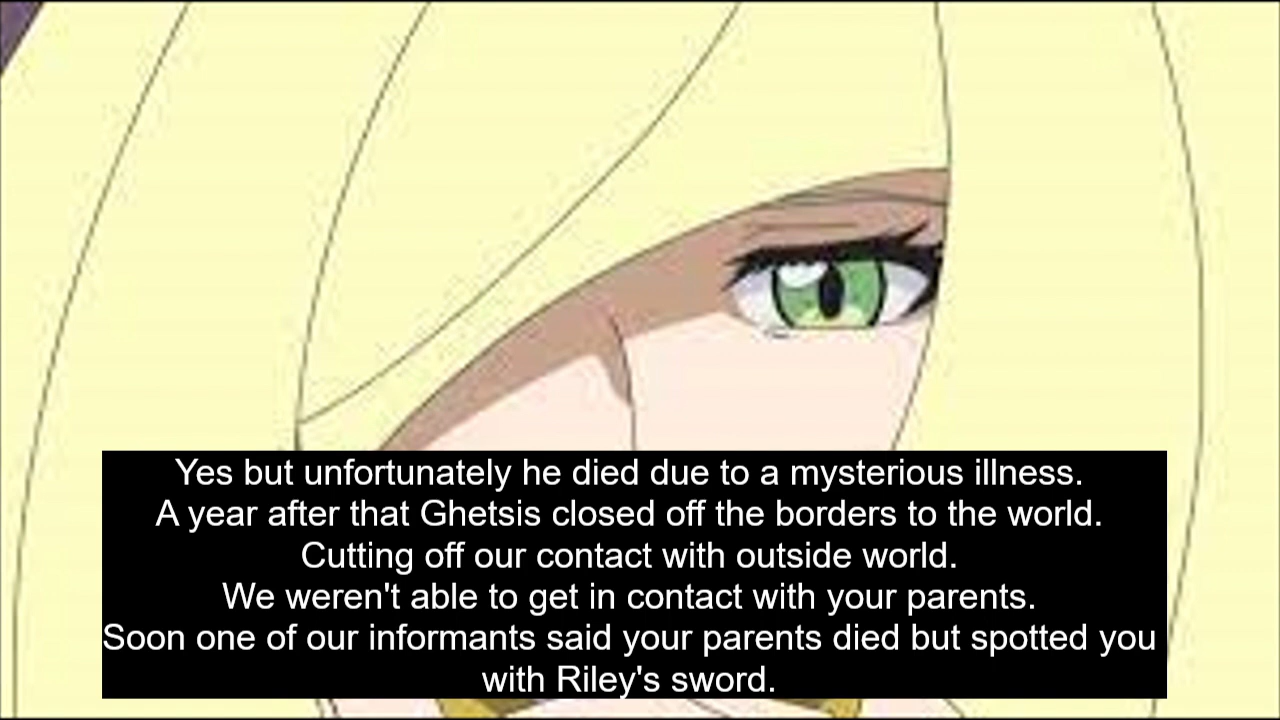 Yes but unfortunately he died due to a mysterious illness.
A year after that Ghetsis closed off the borders to the world.
Cutting off our contact with outside world.
We weren't able to get in contact with your parents.
Soon one of our informants said your parents died but spotted you
with Riley's sword.